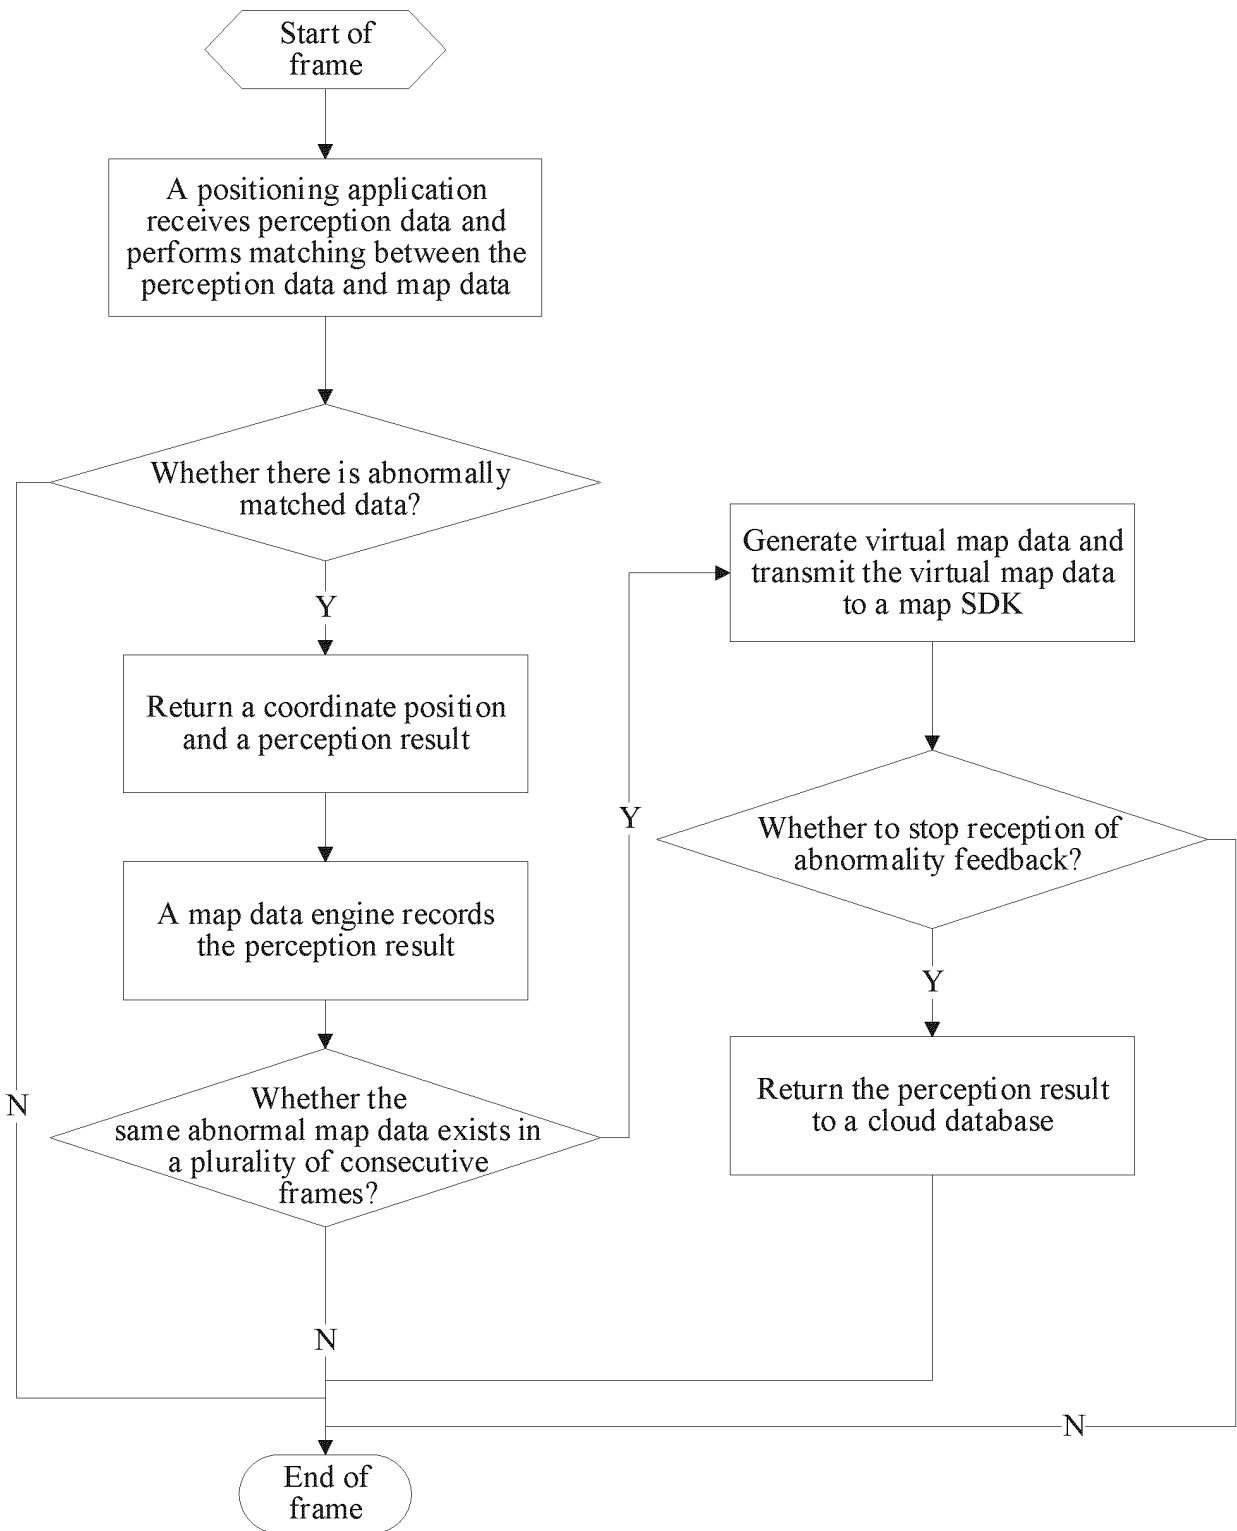 Start of
frame
A positioning application
receives perception data and
performs matching between the
perception data and map data
Whether there is abnormally
matched data?
Y
Return a coordinate position
and a perception result
A map data engine records
the perception result
Whether the
same abnormal map data exists in
a plurality of consecutive
frames?
N
N
Y
Generate virtual map data and
transmit the virtual map data
to a map SDK
Whether to stop reception of
abnormality feedback?
Y
Return the perception result
to a cloud database
N
End of
frame